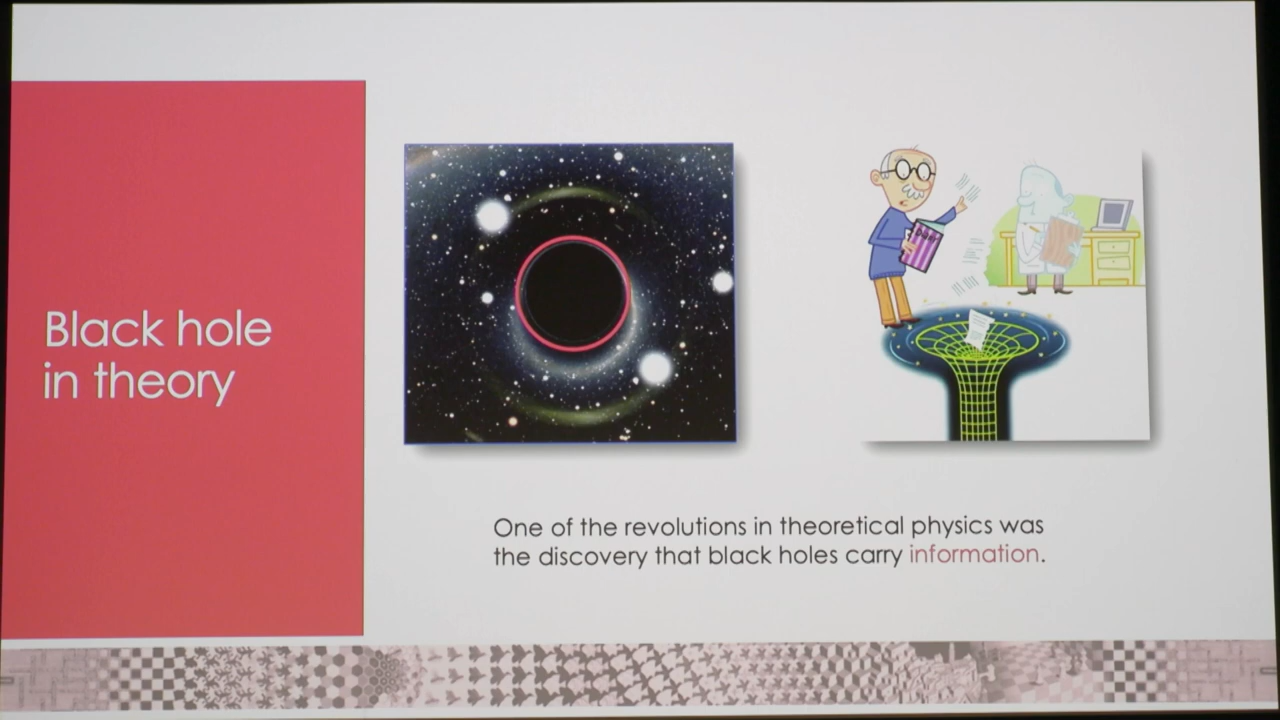 Black hole
in theory
One of the revolutions in theoretical physics was
the discovery that black holes carry information.